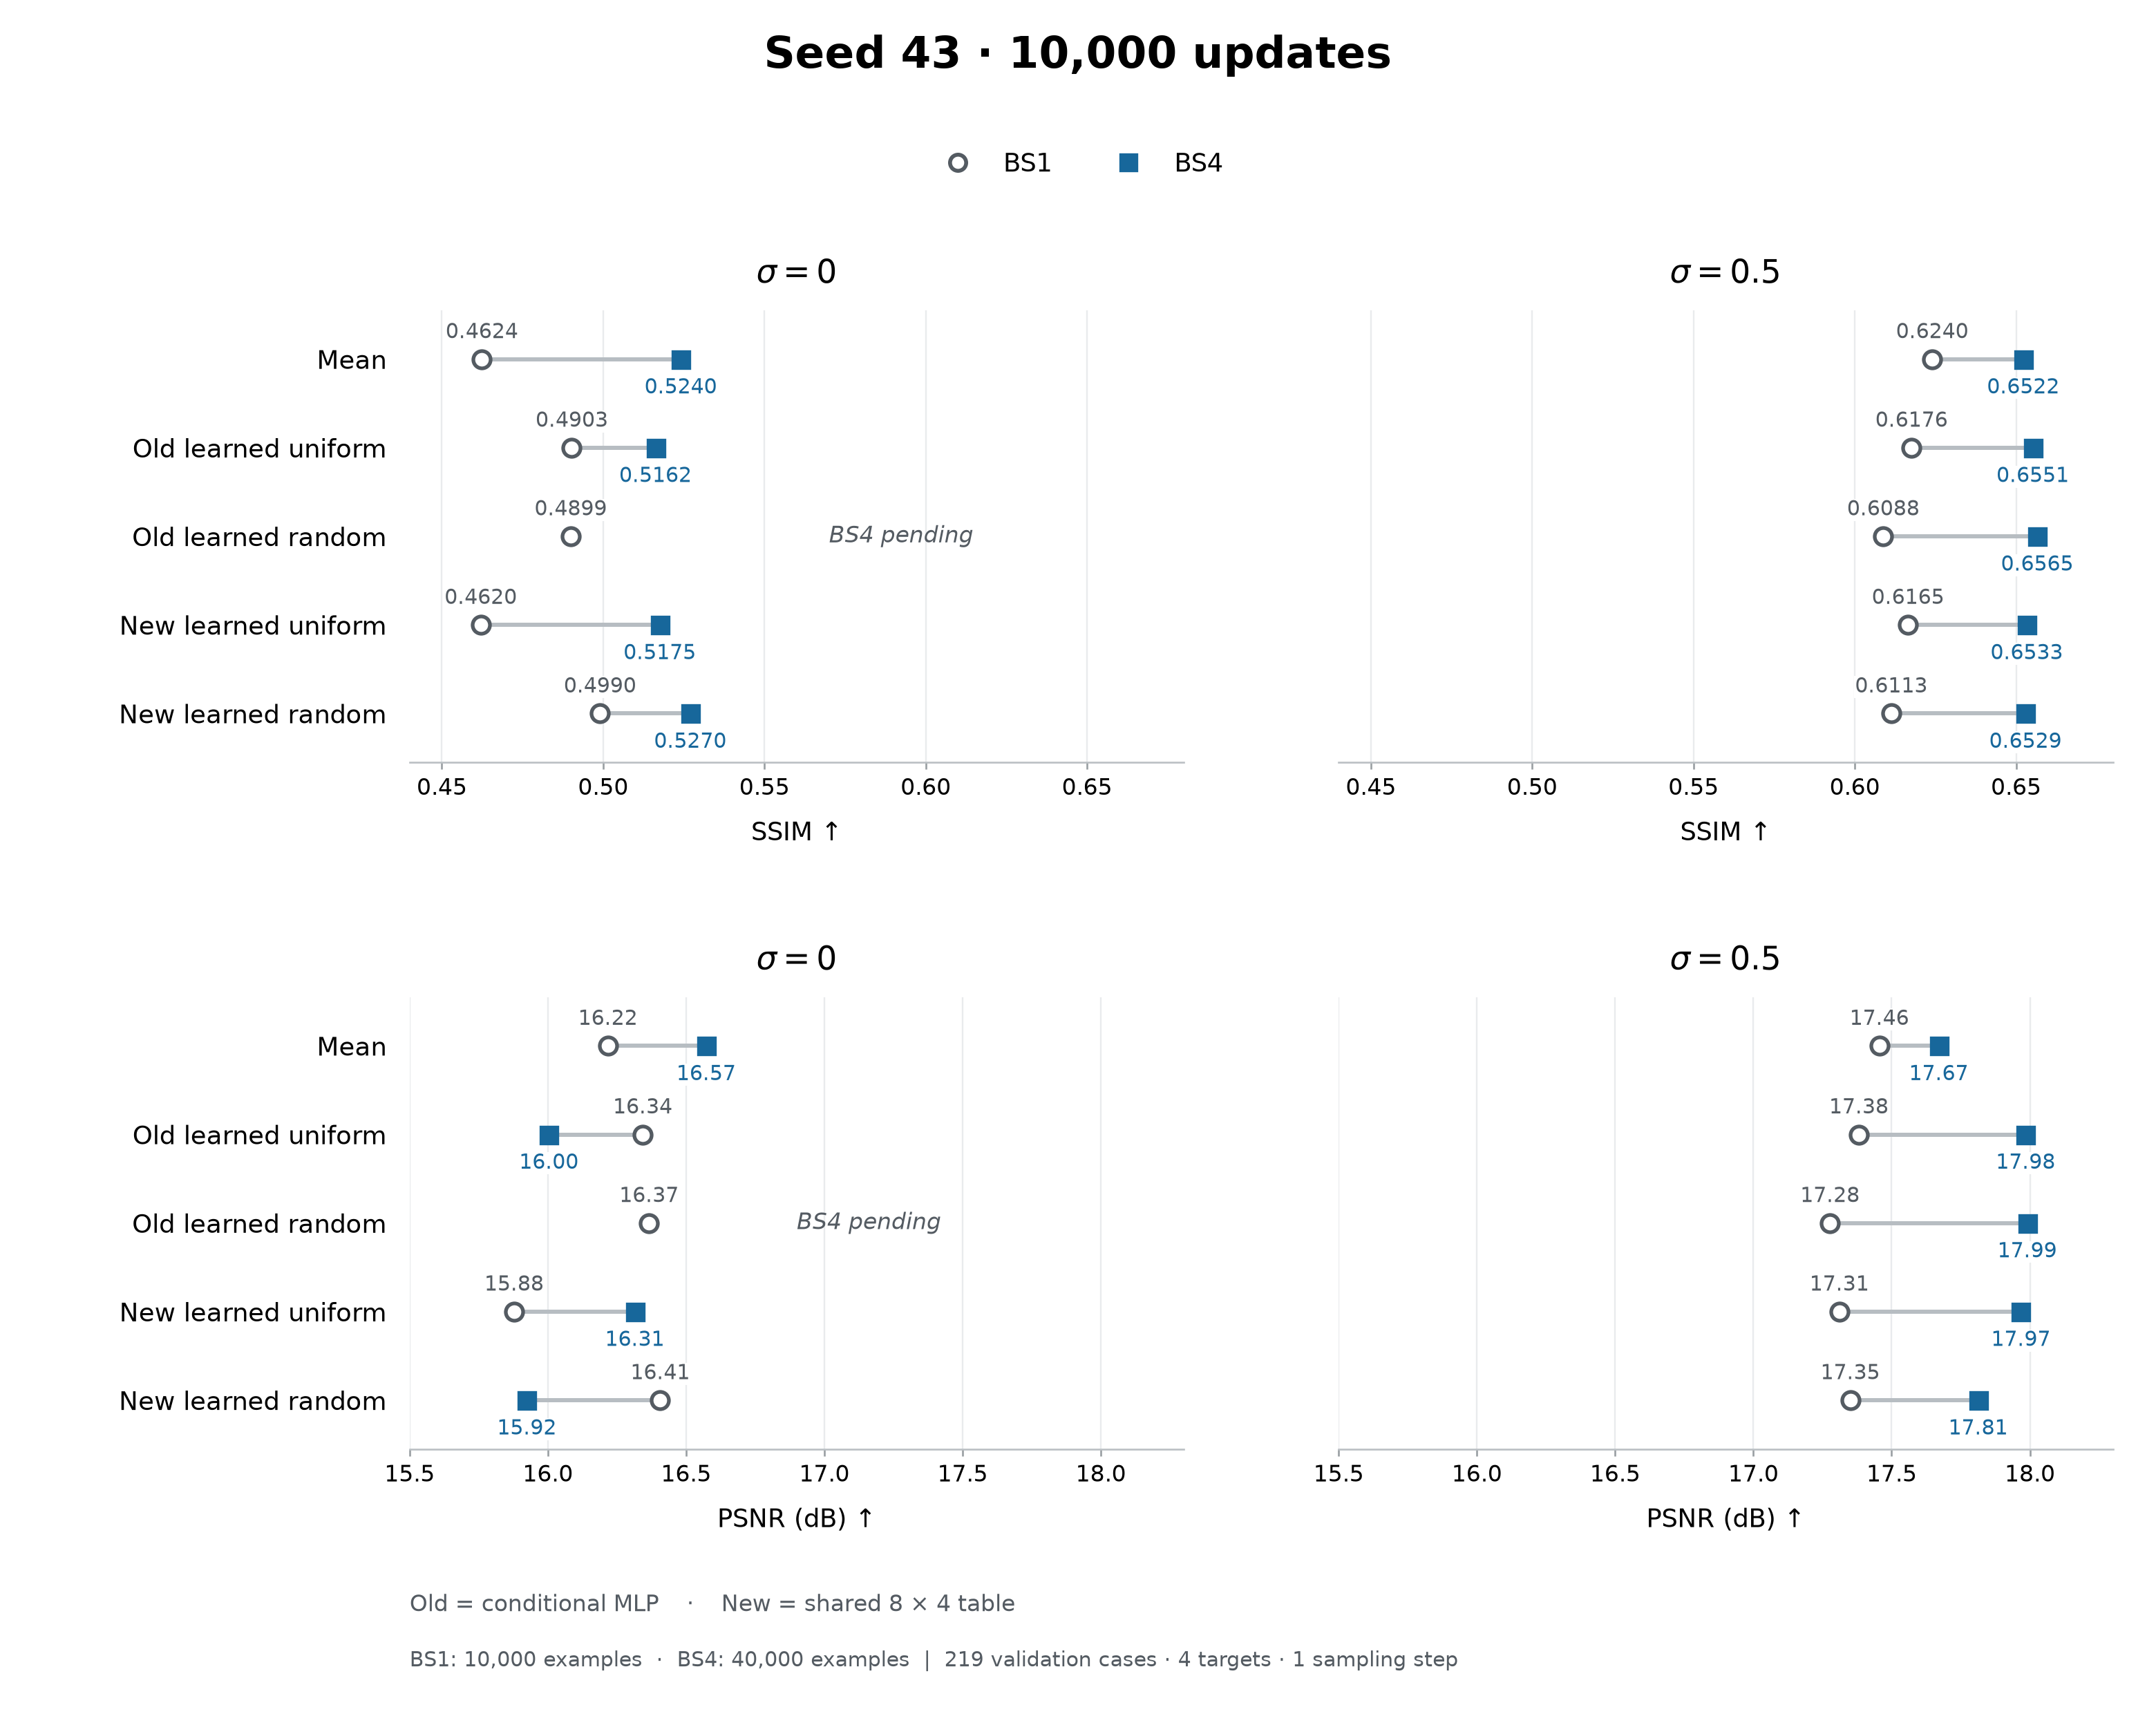 Seed 43 · 10,000 updates
BS1 BS4
σ = 0
0.4624
Mean
0.5240
0.4903
Old learned uniform
0.5162
0.4899
Old learned random
BS4 pending
0.4620
New learned uniform
0.5175
0.4990
New learned random
0.5270
0.45 0.50 0.55 0.60 0.65
SSIM ↑
σ = 0.5
0.6240
0.6522
0.6176
0.6551
0.6088
0.6565
0.6165
0.6533
0.6113
0.6529
0.45 0.50 0.55 0.60 0.65
SSIM ↑
σ = 0
16.22
Mean
16.57
16.34
Old learned uniform
16.00
16.37
Old learned random
BS4 pending
15.88
New learned uniform
16.31
16.41
New learned random
15.92
15.5 16.0 16.5 17.0 17.5 18.0
PSNR (dB) ↑
σ = 0.5
17.46
17.67
17.38
17.98
17.28
17.99
17.31
17.97
17.35
17.81
15.5 16.0 16.5 17.0 17.5 18.0
PSNR (dB) ↑
Old = conditional MLP · New = shared 8 × 4 table
BS1: 10,000 examples · BS4: 40,000 examples | 219 validation cases · 4 targets · 1 sampling step